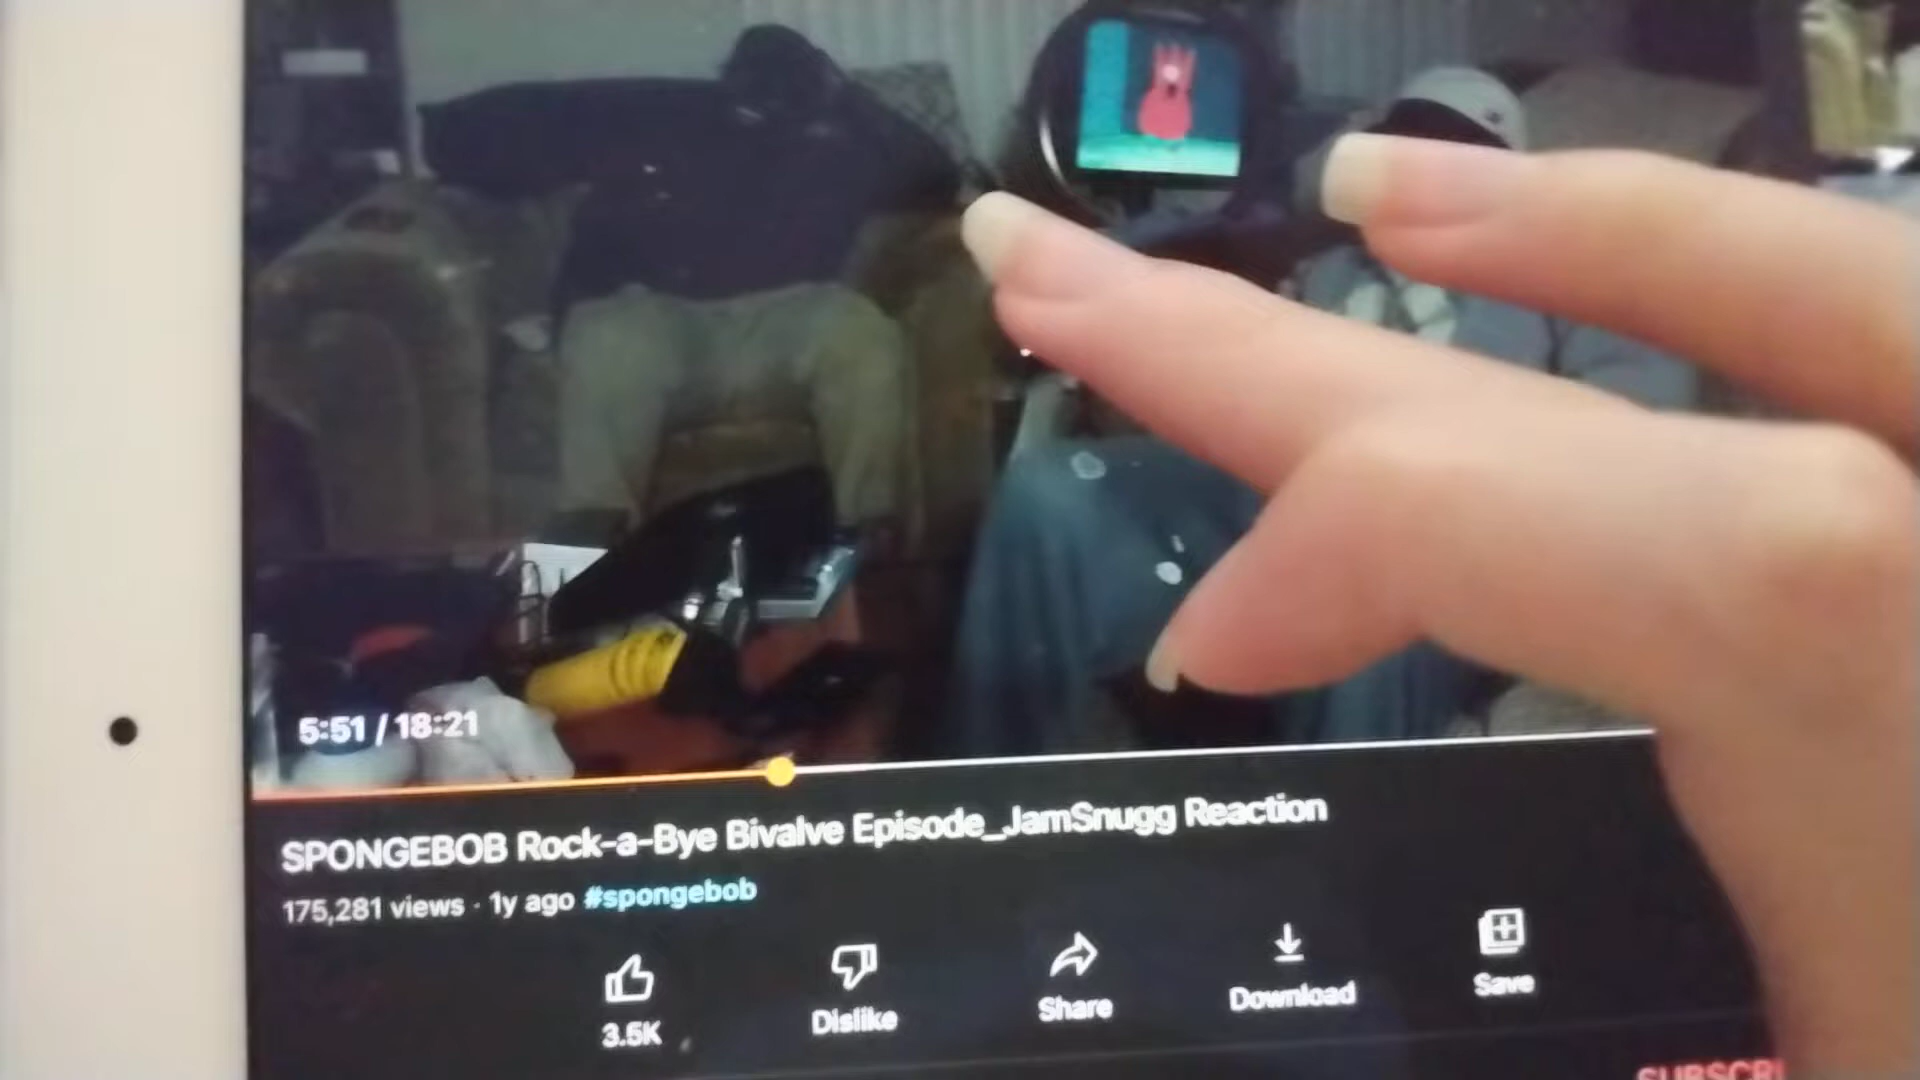 5:51 / 18:21
SPONGEBOB Rock-a-Bye Bivalve Episode_JamSnugg Reaction
175,281 views · 1y ago #spongebob
3.5K
Dislike
Share
Download
Save
SUBSCRI